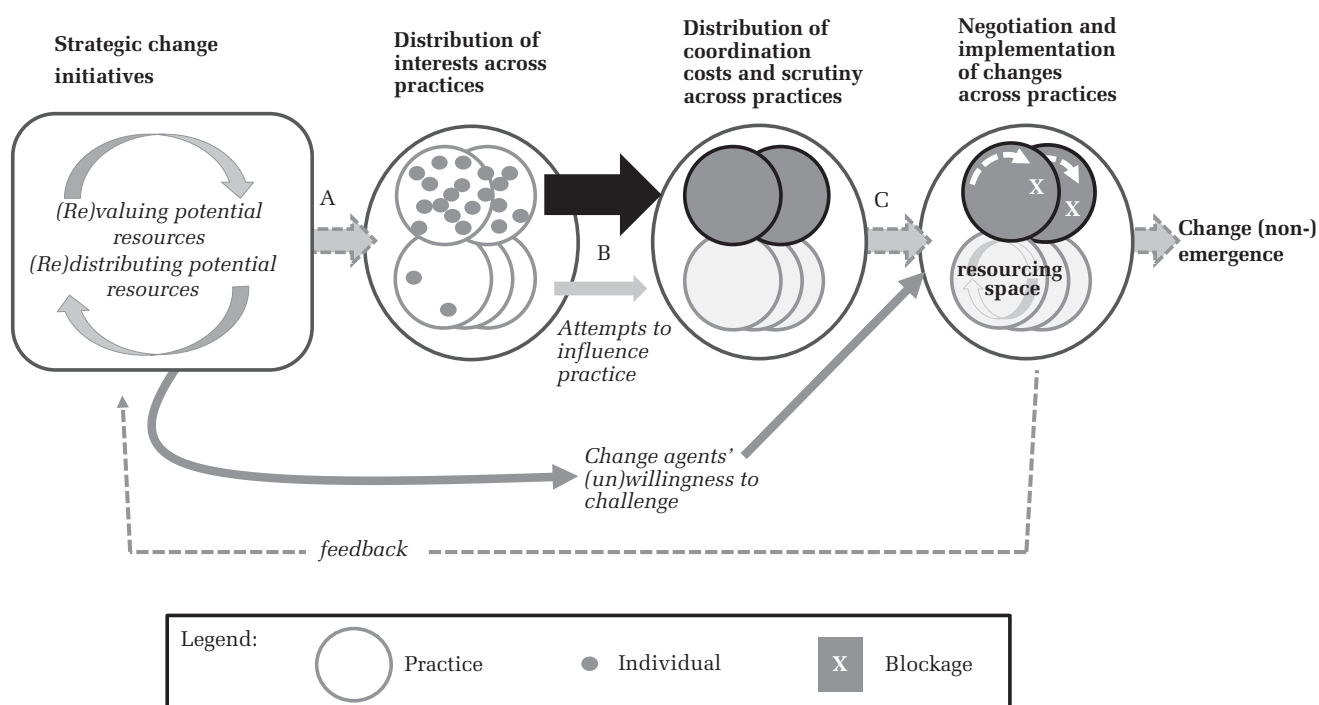 Strategic change
initiatives
Distribution of
interests across
practices
Distribution of
coordination
costs and scrutiny
across practices
Negotiation and
implementation
of changes
across practices
(Re)valuing potential
resources
(Re)distributing potential
resources
A
B
Attempts to
influence
practice
C
X
X
resourcing
space
Change (non-)
emergence
Change agents’
(un)willingness to
challenge
feedback
Legend:
Practice
Individual
X
Blockage